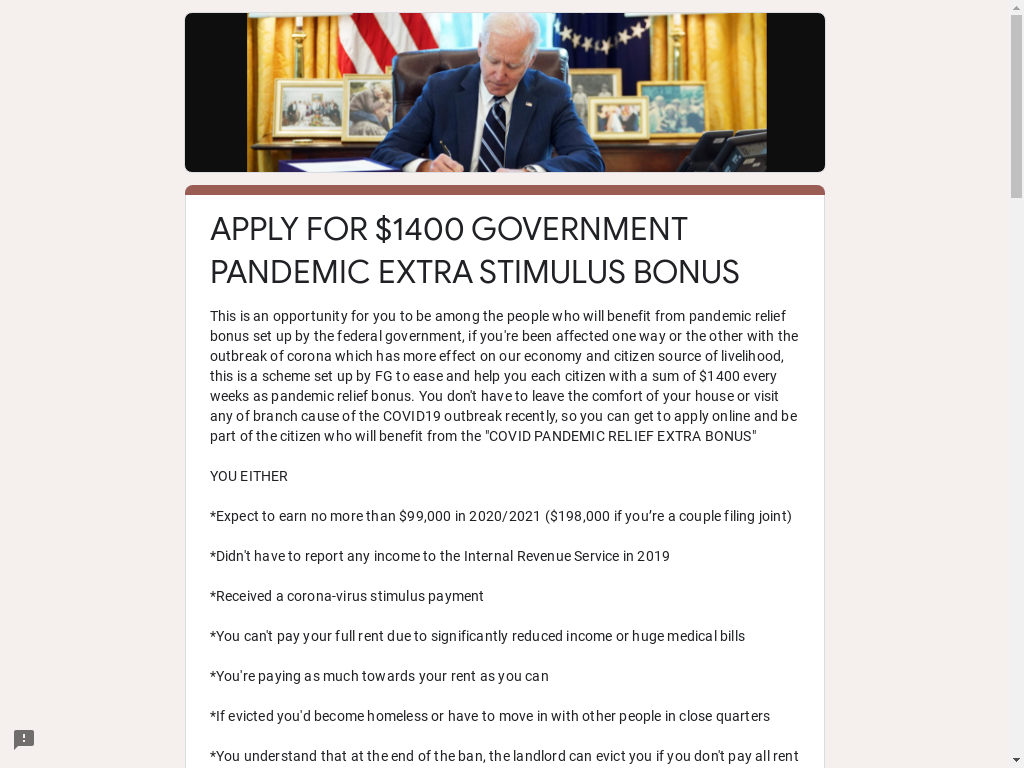 APPLY FOR $1400 GOVERNMENT
PANDEMIC EXTRA STIMULUS BONUS
This is an opportunity for you to be among the people who will benefit from pandemic relief
bonus set up by the federal government, if you're been affected one way or the other with the
outbreak of corona which has more effect on our economy and citizen source of livelihood,
this is a scheme set up by FG to ease and help you each citizen with a sum of $1400 every
weeks as pandemic relief bonus. You don't have to leave the comfort of your house or visit
any of branch cause of the COVID19 outbreak recently, so you can get to apply online and be
part of the citizen who will benefit from the "COVID PANDEMIC RELIEF EXTRA BONUS"
YOU EITHER
*Expect to earn no more than $99,000 in 2020/2021 ($198,000 if you’re a couple filing joint)
*Didn't have to report any income to the Internal Revenue Service in 2019
*Received a corona-virus stimulus payment
*You can't pay your full rent due to significantly reduced income or huge medical bills
*You're paying as much towards your rent as you can
*If evicted you'd become homeless or have to move in with other people in close quarters
*You understand that at the end of the ban, the landlord can evict you if you don't pay all rent